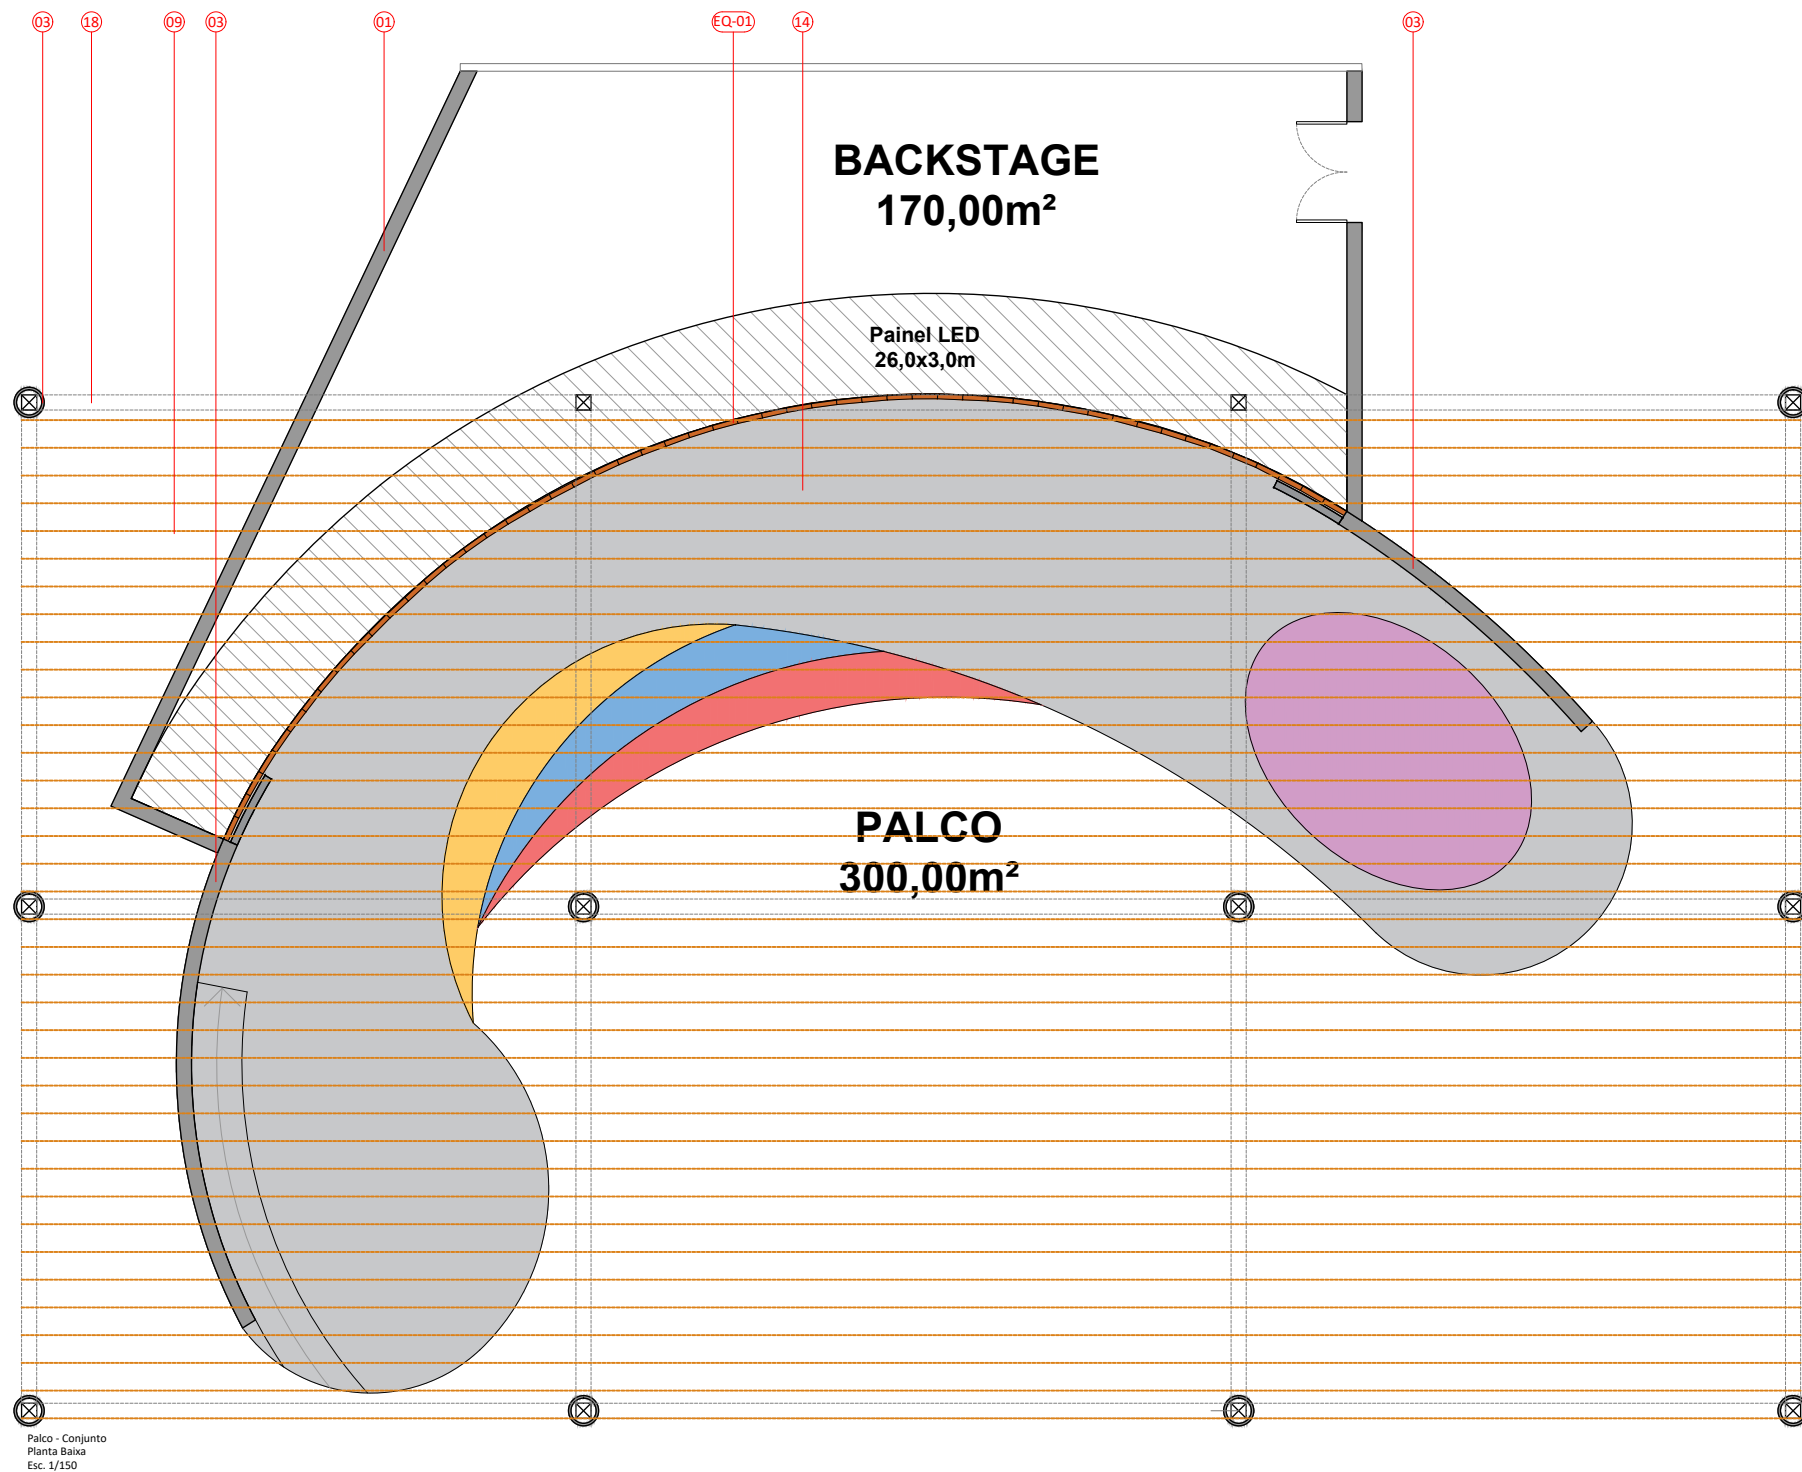 03 18 09 03 01 EQ-01 14 03
BACKSTAGE
170,00m²
Painel LED
26,0x3,0m
PALCO
300,00m²
Palco - Conjunto
Planta Baixa
Esc. 1/150